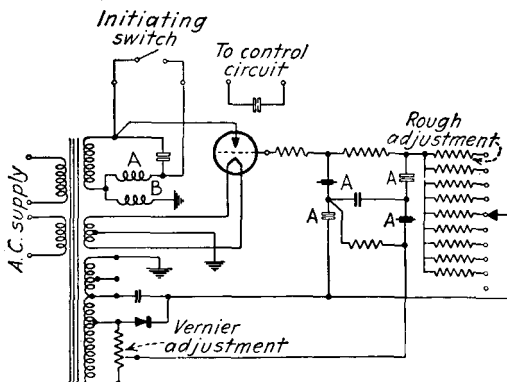 Initiating
switch
To control
circuit
Rough
adjustment
A
B
A
A
A
A
A.C. supply
Vernier
adjustment